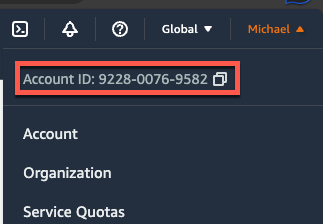 Global Michael
Account ID: 9228-0076-9582
Account
Organization
Service Quotas